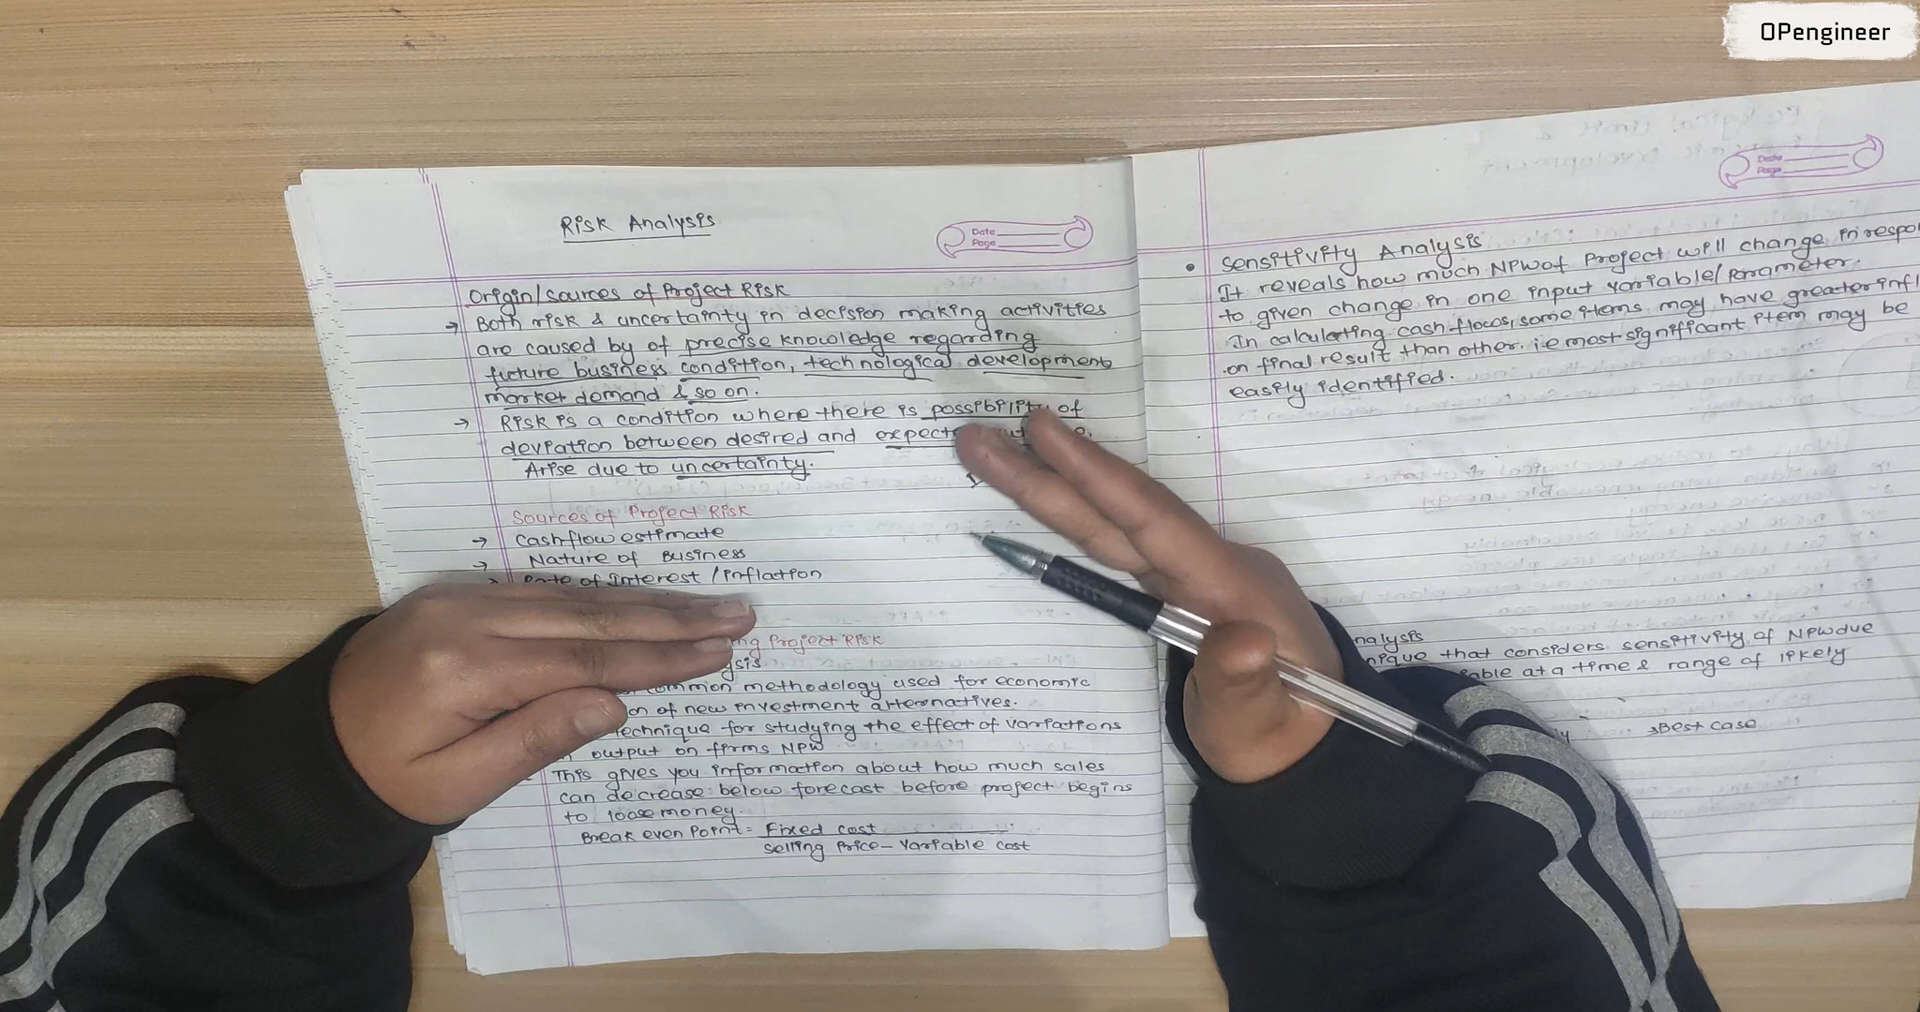 OPengineer
Risk Analysis
Date
Page
Origin/sources of Project Risk
→ Both risk & uncertainty in decision making activities
are caused by of precise knowledge regarding
future business condition, technological development
market demand & so on.
→ Risk is a condition where there is possibility of
deviation between desired and
Arise due to uncertainty.
Sources of Project Risk
→ Cashflow estimate
→ Nature of Business
→ Rate of Interest / inflation
Project Risk
common methodology used for economic
of new investment alternatives.
technique for studying the effect of variations
output on firms NPW
This gives you information about how much sales
can decrease below forecast before project begins
to loose money.
Break even Point = Fixed cost
Selling Price - Variable cost
Date
Page
• Sensitivity Analysis
It reveals how much NPW of project will change in
to given change in one input variable/Parameter.
In calculating cashflows, some items may have greater
on final result than other. i.e most significant item may be
easily identified.
that considers sensitivity of NPW due
at a time & range of likely
→Best case